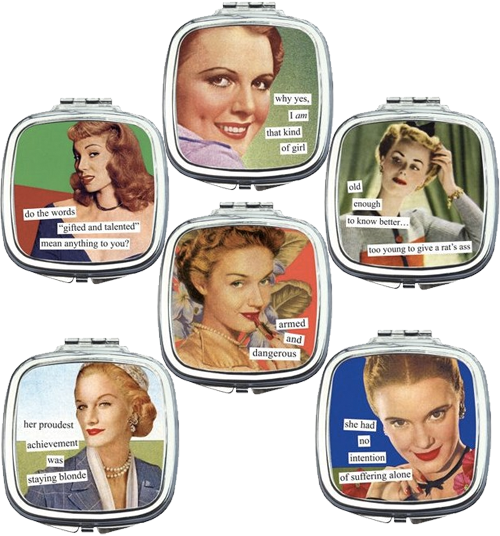 why yes,
I am
that kind
of girl
do the words
"gifted and talented"
mean anything to you?
old
enough
to know better...
too young to give a rat's ass
armed
and
dangerous
her proudest
achievement
was
staying blonde
she had
no
intention
of suffering alone